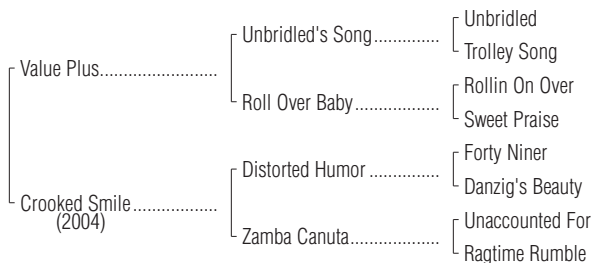 Unbridled
Unbridled's Song..............
Trolley Song
Value Plus.........................
Rollin On Over
Roll Over Baby..................
Sweet Praise
Forty Niner
Distorted Humor ...............
Danzig's Beauty
Crooked Smile..................
(2004)
Unaccounted For
Zamba Canuta...................
Ragtime Rumble